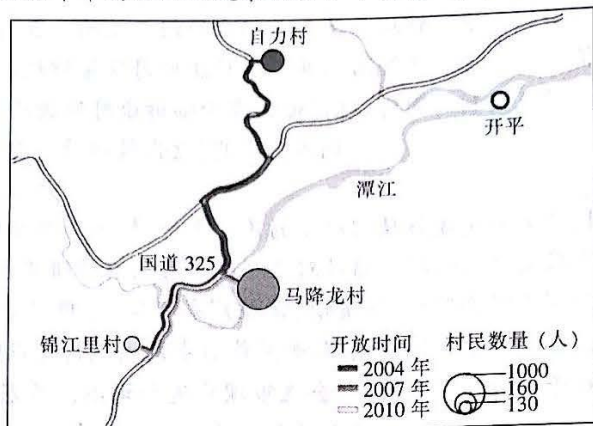 自力村
开平
潭江
国道 325
马降龙村
锦江里村
开放时间
2004 年
2007 年
2010 年
村民数量（人）
1000
160
130